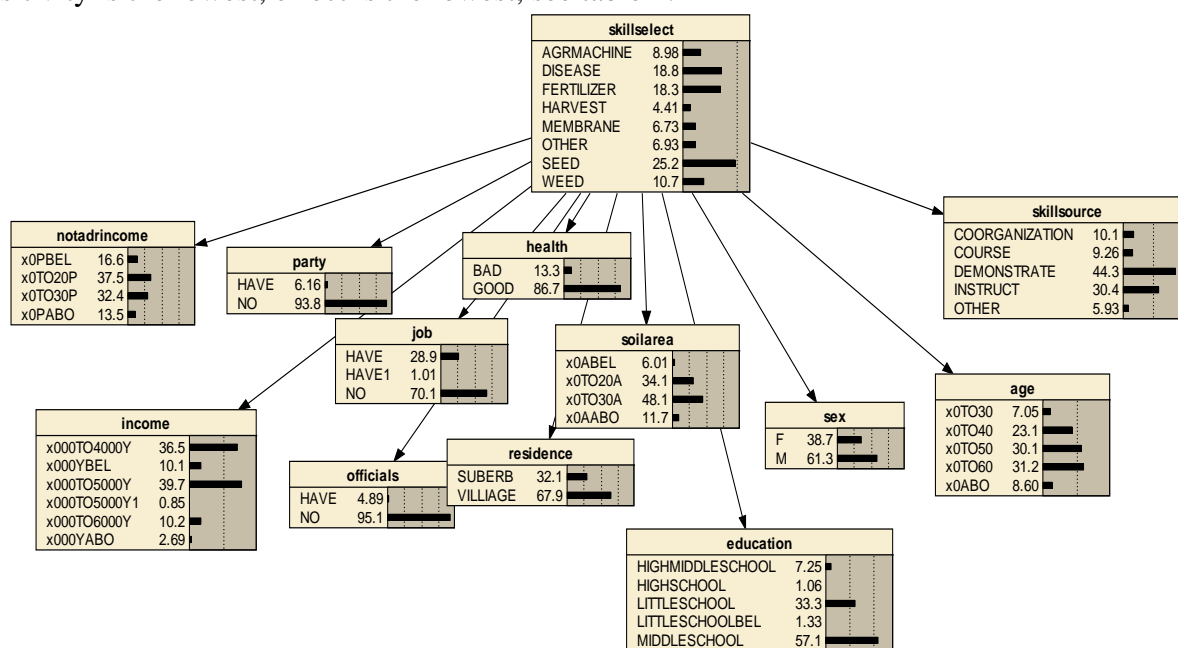 skillselect
AGRMACHINE 8.98
DISEASE 18.8
FERTILIZER 18.3
HARVEST 4.41
MEMBRANE 6.73
OTHER 6.93
SEED 25.2
WEED 10.7
notadrincome
x0PBEL 16.6
x0TO20P 37.5
x0TO30P 32.4
x0PABO 13.5
party
HAVE 6.16
NO 93.8
health
BAD 13.3
GOOD 86.7
skillsource
COORGANIZATION 10.1
COURSE 9.26
DEMONSTRATE 44.3
INSTRUCT 30.4
OTHER 5.93
job
HAVE 28.9
HAVE1 1.01
NO 70.1
soilarea
x0ABEL 6.01
x0TO20A 34.1
x0TO30A 48.1
x0AABO 11.7
age
x0TO30 7.05
x0TO40 23.1
x0TO50 30.1
x0TO60 31.2
x0ABO 8.60
sex
F 38.7
M 61.3
income
x000TO4000Y 36.5
x000YBEL 10.1
x000TO5000Y 39.7
x000TO5000Y1 0.85
x000TO6000Y 10.2
x000YABO 2.69
officials
HAVE 4.89
NO 95.1
residence
SUBERB 32.1
VILLIAGE 67.9
education
HIGHMIDDLESCHOOL 7.25
HIGHSCHOOL 1.06
LITTLESCHOOL 33.3
LITTLESCHOOLBEL 1.33
MIDDLESCHOOL 57.1